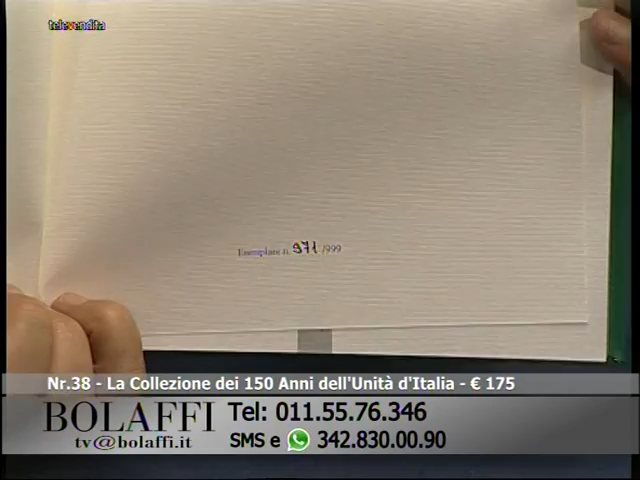 televendita
Esemplare n. 971 /999
Nr.38 - La Collezione dei 150 Anni dell'Unità d'Italia - € 175
BOLAFFI
tv@bolaffi.it
Tel: 011.55.76.346
SMS e 342.830.00.90